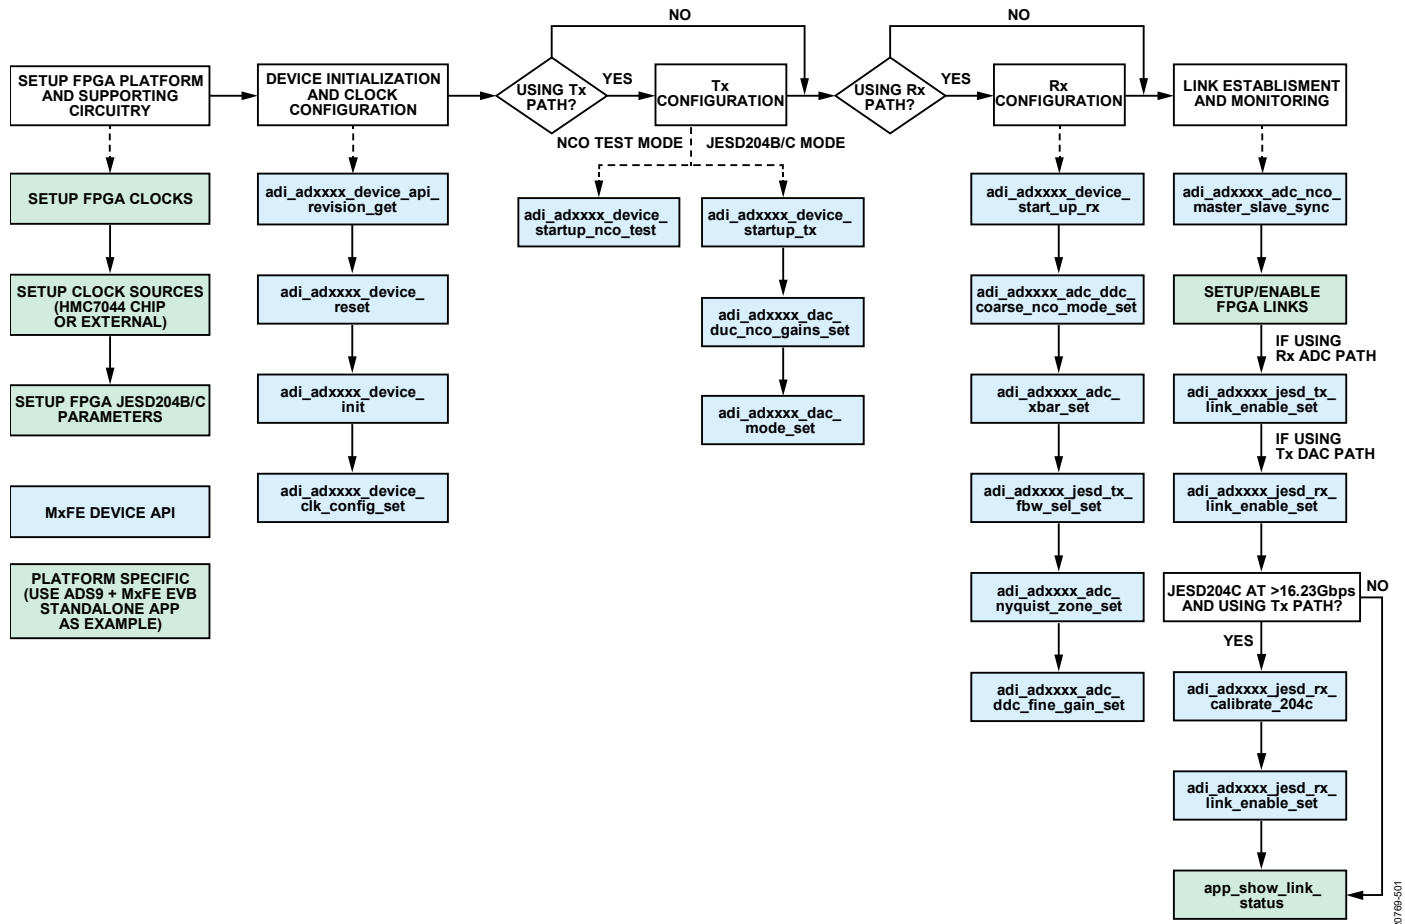 NO
NO
SETUP FPGA PLATFORM
AND SUPPORTING
CIRCUITRY
DEVICE INITIALIZATION
AND CLOCK
CONFIGURATION
USING Tx
PATH?
YES
Tx
CONFIGURATION
USING Rx
PATH?
YES
Rx
CONFIGURATION
LINK ESTABLISMENT
AND MONITORING
NCO TEST MODE
JESD204B/C MODE
SETUP FPGA CLOCKS
SETUP CLOCK SOURCES
(HMC7044 CHIP
OR EXTERNAL)
SETUP FPGA JESD204B/C
PARAMETERS
MxFE DEVICE API
PLATFORM SPECIFIC
(USE ADS9 + MxFE EVB
STANDALONE APP
AS EXAMPLE)
adi_adxxxx_device_api_
revision_get
adi_adxxxx_device_
reset
adi_adxxxx_device_
init
adi_adxxxx_device_
clk_config_set
adi_adxxxx_device_
startup_nco_test
adi_adxxxx_device_
startup_tx
adi_adxxxx_dac_
duc_nco_gains_set
adi_adxxxx_dac_
mode_set
adi_adxxxx_device_
start_up_rx
adi_adxxxx_adc_ddc_
coarse_nco_mode_set
adi_adxxxx_adc_
xbar_set
adi_adxxxx_jesd_tx_
fbw_sel_set
adi_adxxxx_adc_
nyquist_zone_set
adi_adxxxx_adc_
ddc_fine_gain_set
adi_adxxxx_adc_nco_
master_slave_sync
SETUP/ENABLE
FPGA LINKS
IF USING
Rx ADC PATH
adi_adxxxx_jesd_tx_
link_enable_set
IF USING
Tx DAC PATH
adi_adxxxx_jesd_rx_
link_enable_set
JESD204C AT >16.23Gbps
AND USING Tx PATH?
NO
YES
adi_adxxxx_jesd_rx_
calibrate_204c
adi_adxxxx_jesd_rx_
link_enable_set
app_show_link_
status